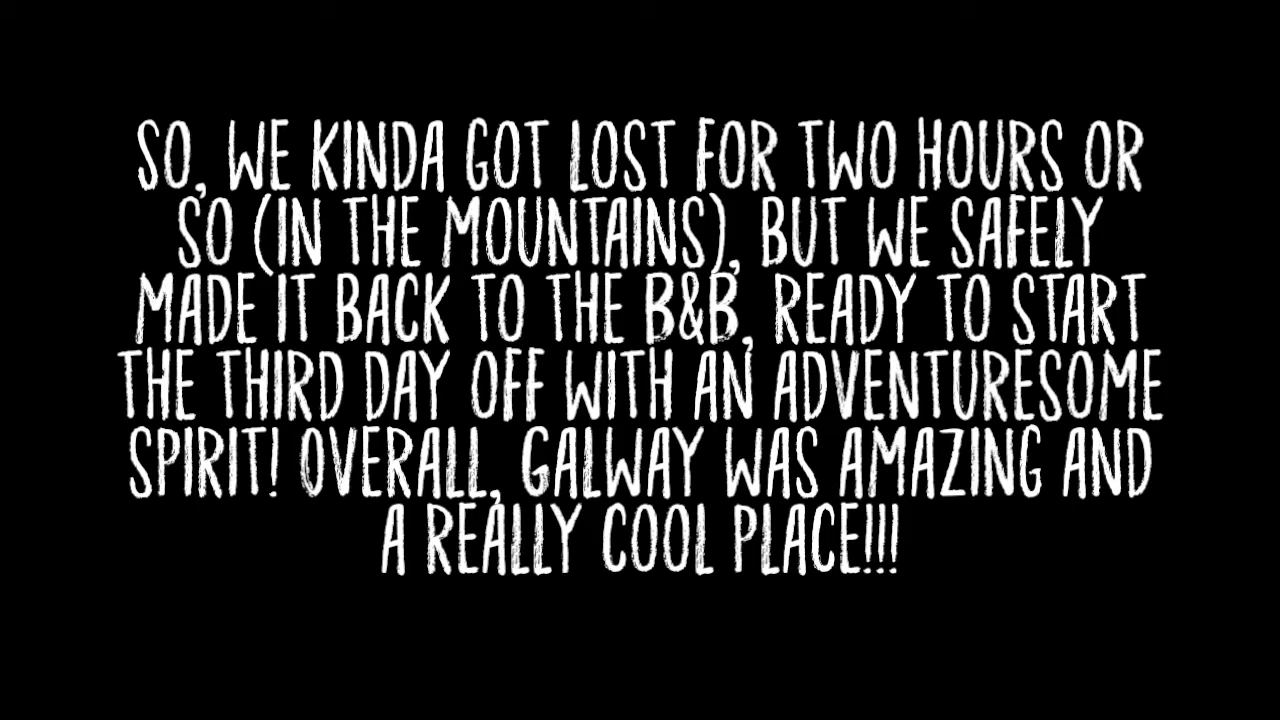 SO, WE KINDA GOT LOST FOR TWO HOURS OR
SO (IN THE MOUNTAINS), BUT WE SAFELY
MADE IT BACK TO THE B&B, READY TO START
THE THIRD DAY OFF WITH AN ADVENTURESOME
SPIRIT! OVERALL, GALWAY WAS AMAZING AND
A REALLY COOL PLACE!!!